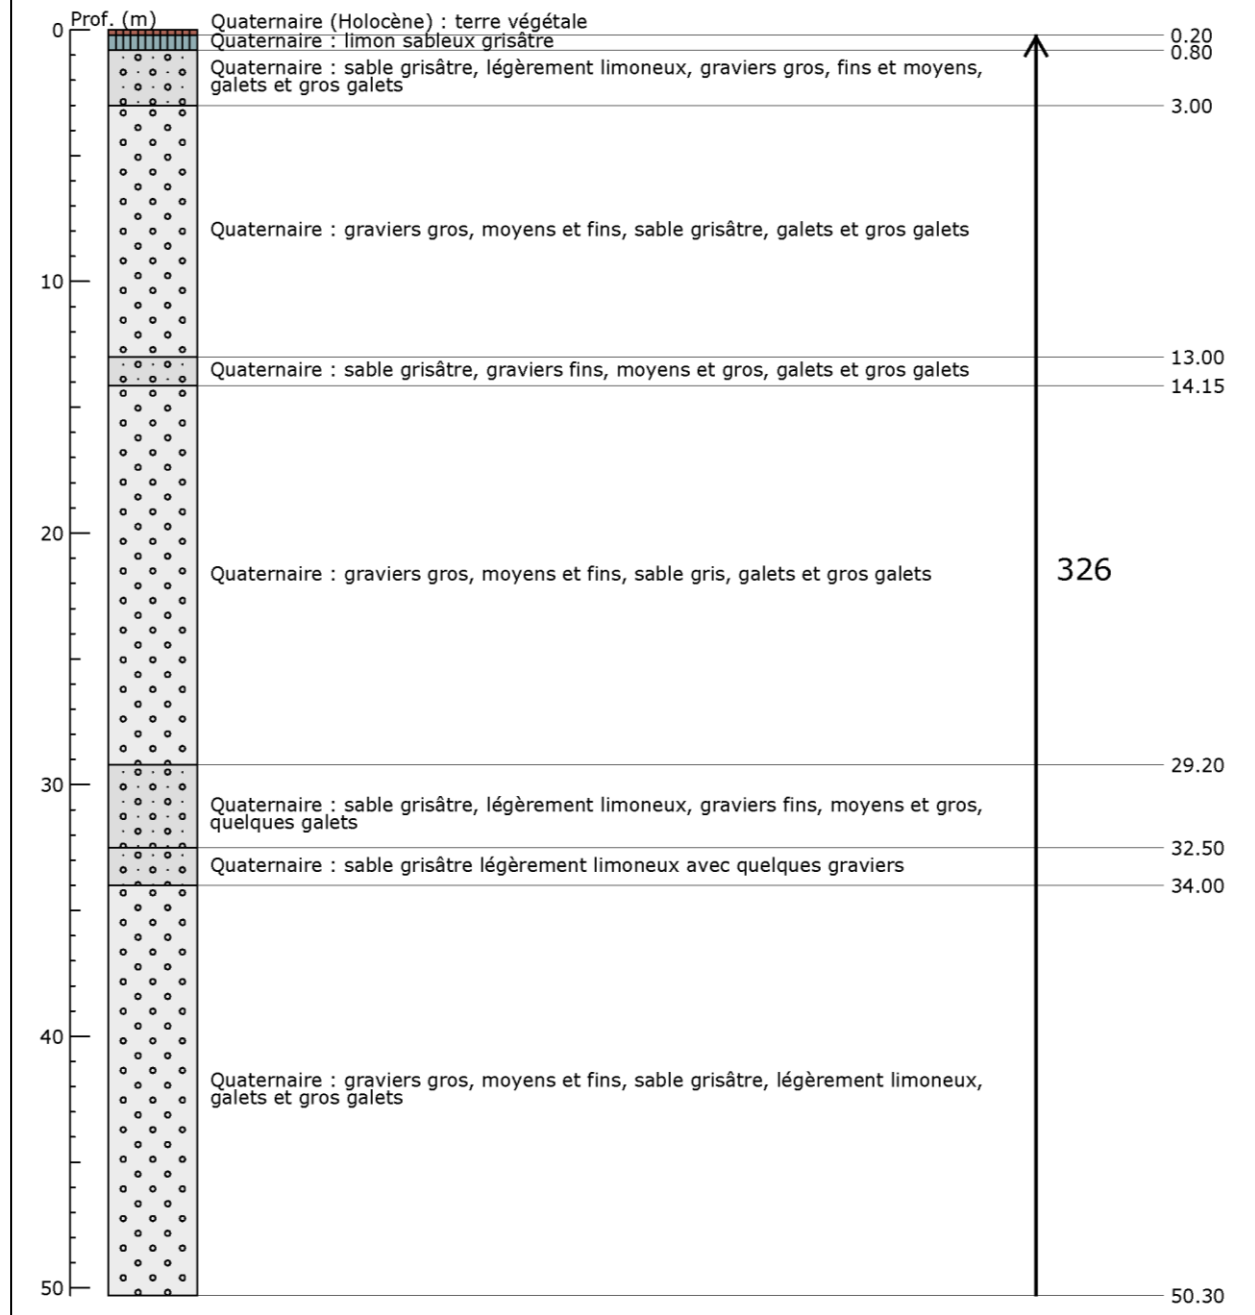 Prof. (m)
0
Quaternaire (Holocène) : terre végétale
0.20
Quaternaire : limon sableux grisâtre
0.80
Quaternaire : sable grisâtre, légèrement limoneux, graviers gros, fins et moyens,
galets et gros galets
3.00
Quaternaire : graviers gros, moyens et fins, sable grisâtre, galets et gros galets
10
13.00
Quaternaire : sable grisâtre, graviers fins, moyens et gros, galets et gros galets
14.15
20
Quaternaire : graviers gros, moyens et fins, sable gris, galets et gros galets
326
29.20
30
Quaternaire : sable grisâtre, légèrement limoneux, graviers fins, moyens et gros,
quelques galets
32.50
Quaternaire : sable grisâtre légèrement limoneux avec quelques graviers
34.00
40
Quaternaire : graviers gros, moyens et fins, sable grisâtre, légèrement limoneux,
galets et gros galets
50
50.30